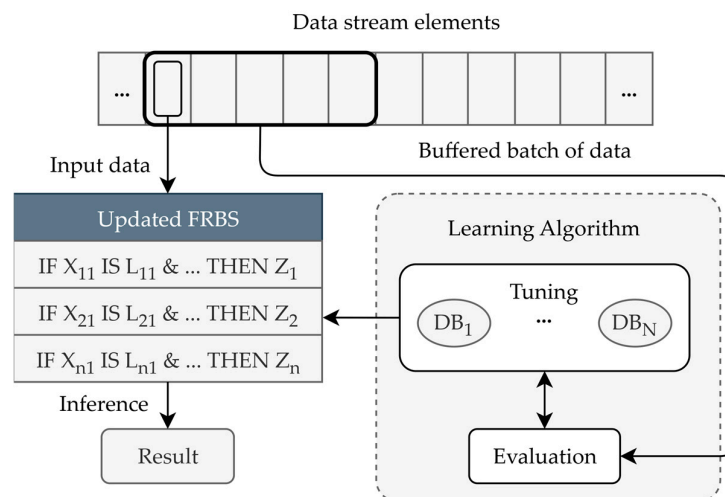 Data stream elements
... ...
Input data
Buffered batch of data
Updated FRBS
IF X₁₁ IS L₁₁ & ... THEN Z₁
IF X₂₁ IS L₂₁ & ... THEN Z₂
IF Xₙ₁ IS Lₙ₁ & ... THEN Zₙ
Inference
Result
Learning Algorithm
Tuning
DB₁ ... DB_N
Evaluation